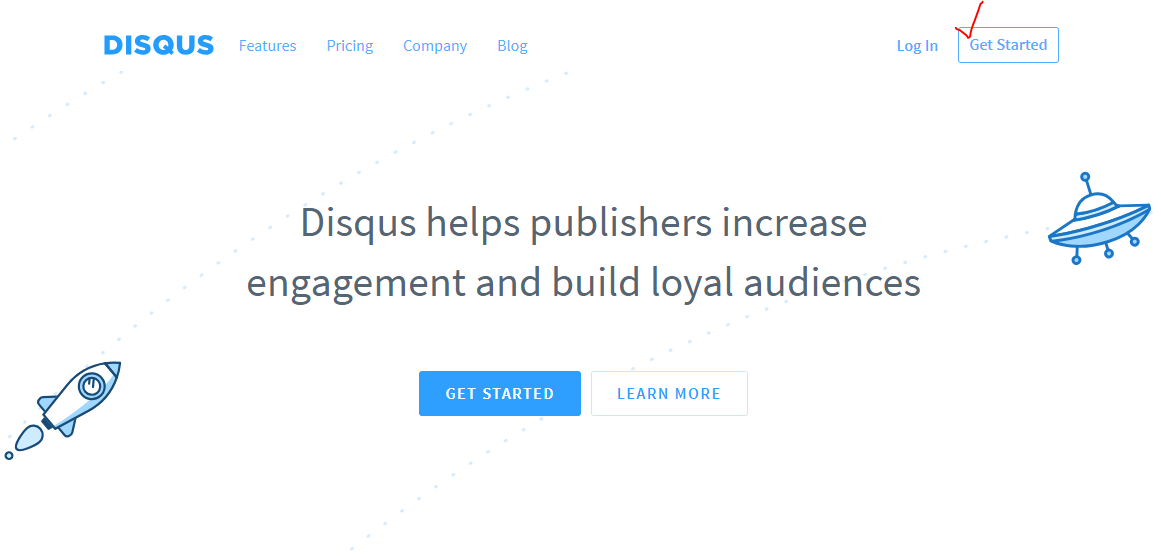 DISQUS Features Pricing Company Blog Log In Get Started
Disqus helps publishers increase
engagement and build loyal audiences
GET STARTED LEARN MORE